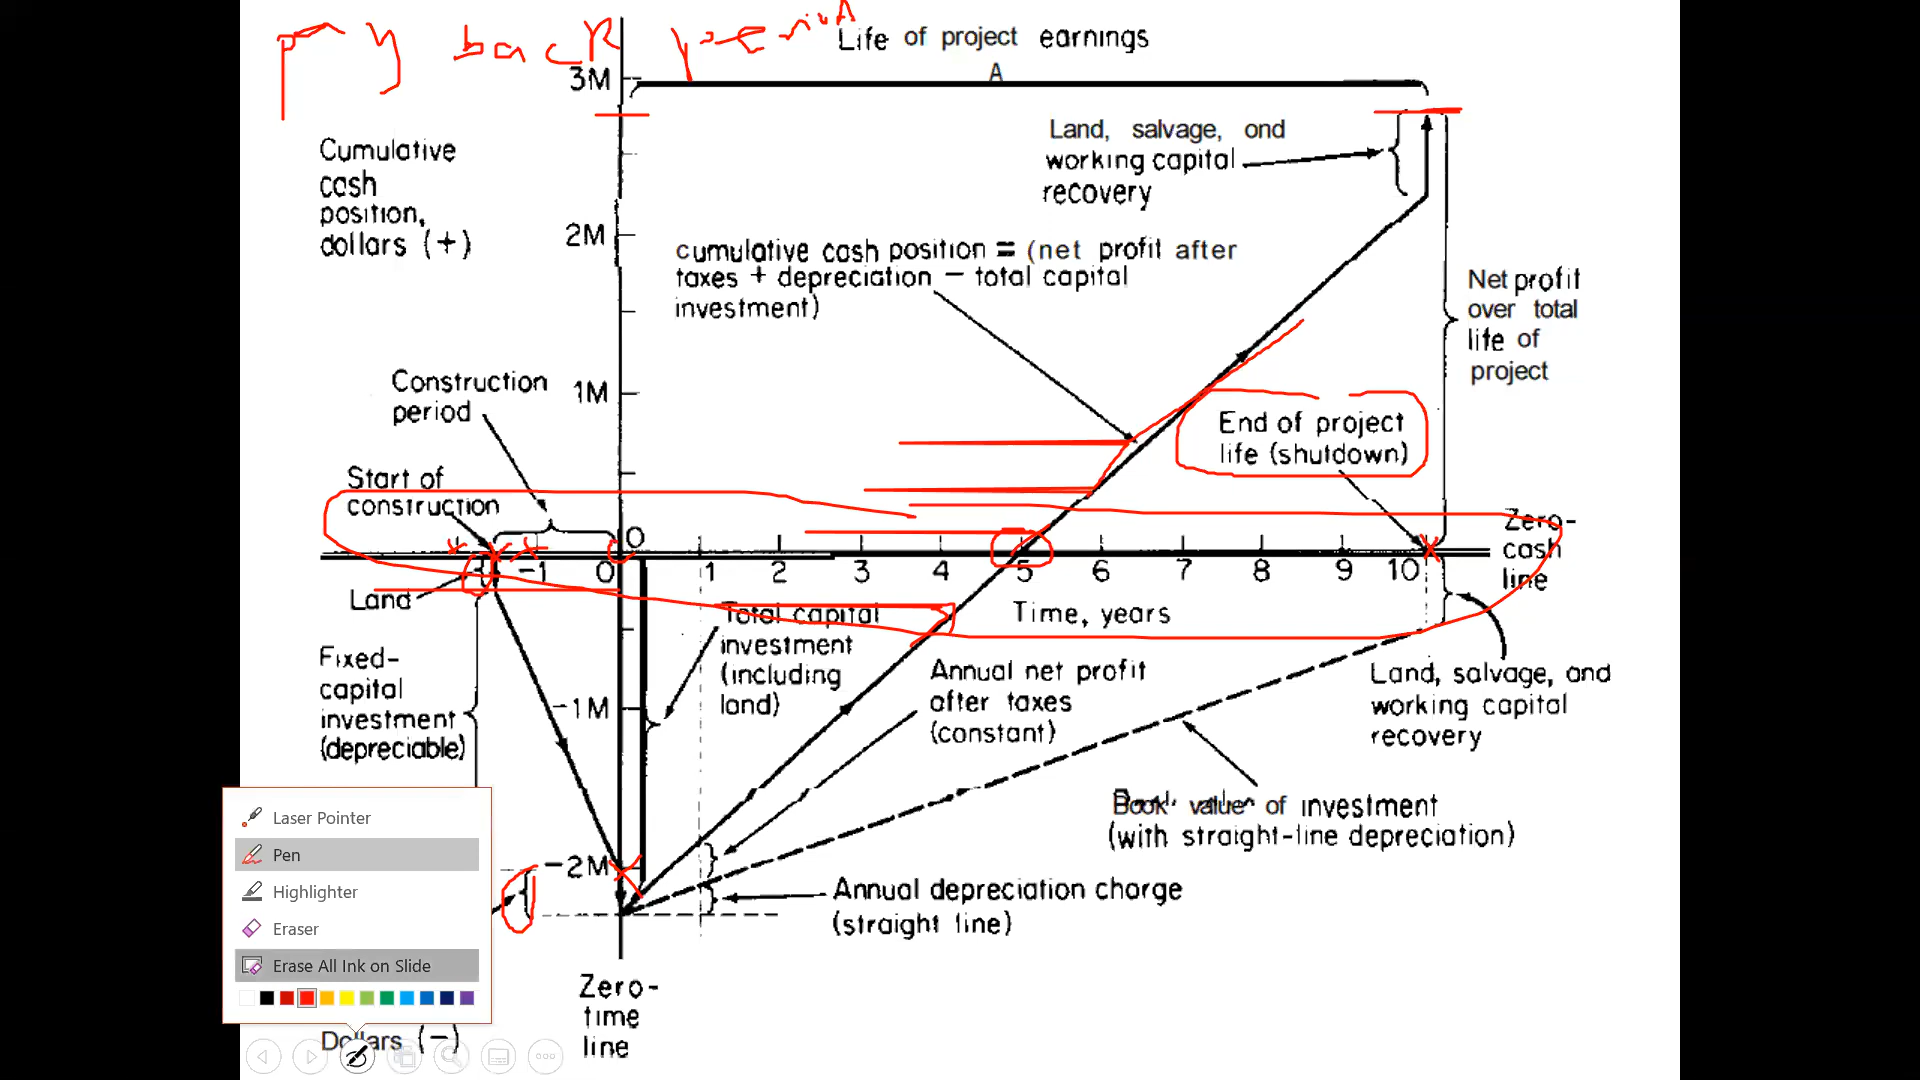 pay back period
Life of project earnings
A
3M
Land, salvage, ond
working capital
recovery
Cumulative
cash
position,
dollars (+)
2M
cumulative cash position = (net profit after
taxes + depreciation – total capital
investment)
Net profit
over total
life of
project
Construction
period
1M
End of project
life (shutdown)
Start of
construction
0
Zero-
cash
line
-1 0 1 2 3 4 5 6 7 8 9 10
Land
Total capital
investment
(including
land)
Time, years
Fixed-
capital
investment
(depreciable)
-1M
Annual net profit
after taxes
(constant)
Land, salvage, and
working capital
recovery
Book value of investment
(with straight-line depreciation)
-2M
Annual depreciation charge
(straight line)
Laser Pointer
Pen
Highlighter
Eraser
Erase All Ink on Slide
Zero-
time
line
Dollars (–)